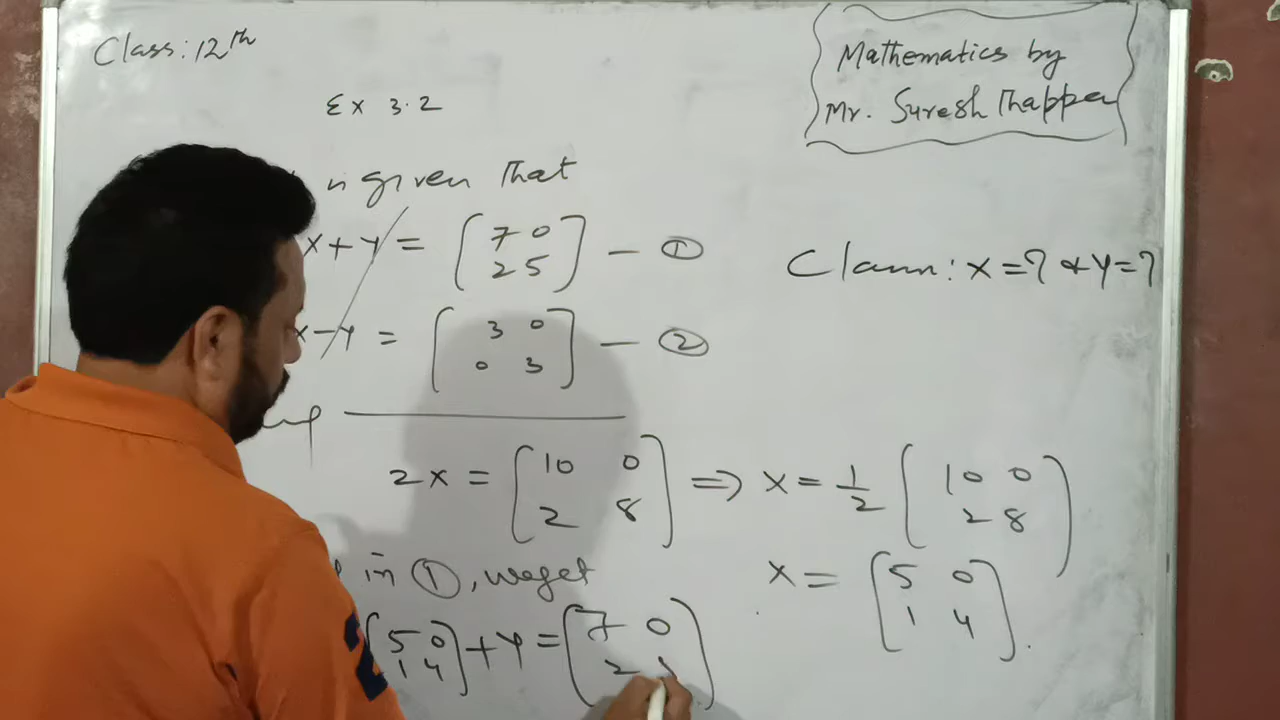 Class: 12th
Mathematics by
Mr. Suresh Thappa
Ex 3.2
is given that
x + y = [7 0
2 5] — ①
Claim: x = ? & y = ?
x - y = [3 0
0 3] — ②
2x = [10 0
2 8] ⇒ x = 1/2 [10 0
2 8]
x = [5 0
1 4].
in ①, we get
[5 0
1 4] + y = [7 0
2